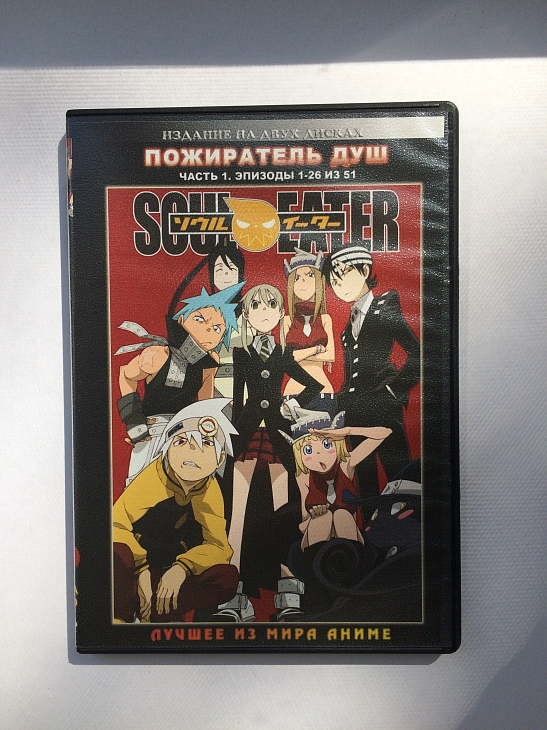 ИЗДАНИЕ НА ДВУХ ДИСКАХ
ПОЖИРАТЕЛЬ ДУШ
ЧАСТЬ 1. ЭПИЗОДЫ 1-26 ИЗ 51
SOUL EATER
ソウルイーター
ЛУЧШЕЕ ИЗ МИРА АНИМЕ